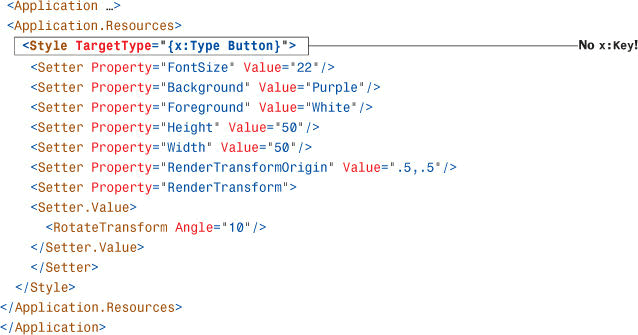 <Application …>
<Application.Resources>
<Style TargetType="{x:Type Button}"> No x:Key!
<Setter Property="FontSize" Value="22"/>
<Setter Property="Background" Value="Purple"/>
<Setter Property="Foreground" Value="White"/>
<Setter Property="Height" Value="50"/>
<Setter Property="Width" Value="50"/>
<Setter Property="RenderTransformOrigin" Value=".5,.5"/>
<Setter Property="RenderTransform">
<Setter.Value>
<RotateTransform Angle="10"/>
</Setter.Value>
</Setter>
</Style>
</Application.Resources>
</Application>